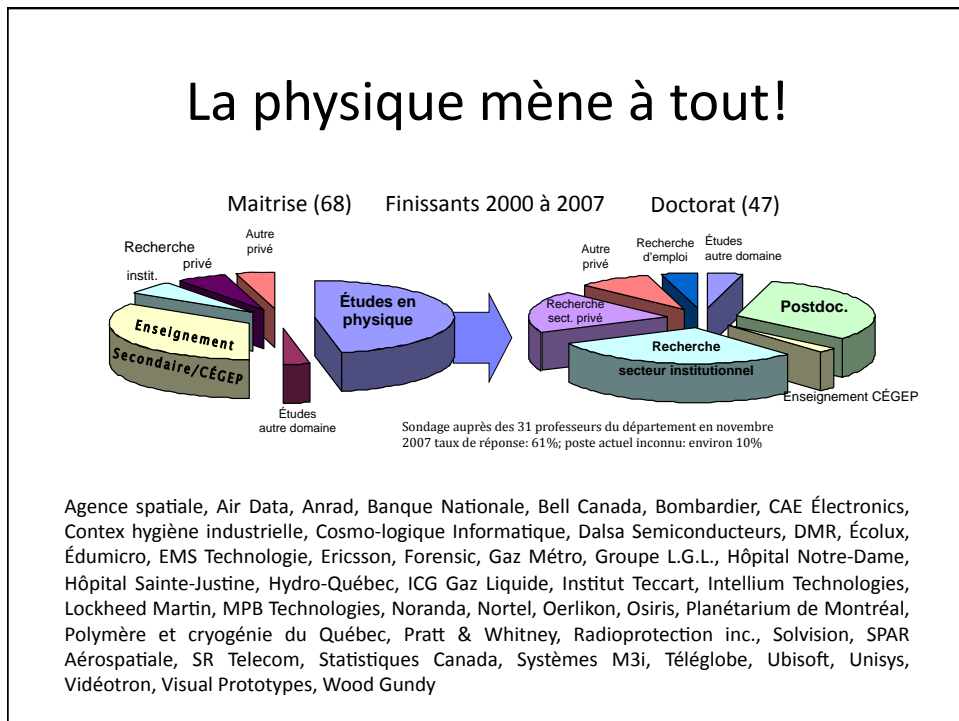 La physique mène à tout!
Maitrise (68) Finissants 2000 à 2007 Doctorat (47)
Recherche
instit.
privé
Autre
privé
Enseignement
Secondaire/CÉGEP
Études
autre domaine
Études en
physique
Autre
privé
Recherche
d'emploi
Études
autre domaine
Recherche
sect. privé
Postdoc.
Recherche
secteur institutionnel
Enseignement CÉGEP
Sondage auprès des 31 professeurs du département en novembre
2007 taux de réponse: 61%; poste actuel inconnu: environ 10%
Agence spatiale, Air Data, Anrad, Banque Nationale, Bell Canada, Bombardier, CAE Électronics,
Contex hygiène industrielle, Cosmo-logique Informatique, Dalsa Semiconducteurs, DMR, Écolux,
Édumicro, EMS Technologie, Ericsson, Forensic, Gaz Métro, Groupe L.G.L., Hôpital Notre-Dame,
Hôpital Sainte-Justine, Hydro-Québec, ICG Gaz Liquide, Institut Teccart, Intellium Technologies,
Lockheed Martin, MPB Technologies, Noranda, Nortel, Oerlikon, Osiris, Planétarium de Montréal,
Polymère et cryogénie du Québec, Pratt & Whitney, Radioprotection inc., Solvision, SPAR
Aérospatiale, SR Telecom, Statistiques Canada, Systèmes M3i, Téléglobe, Ubisoft, Unisys,
Vidéotron, Visual Prototypes, Wood Gundy